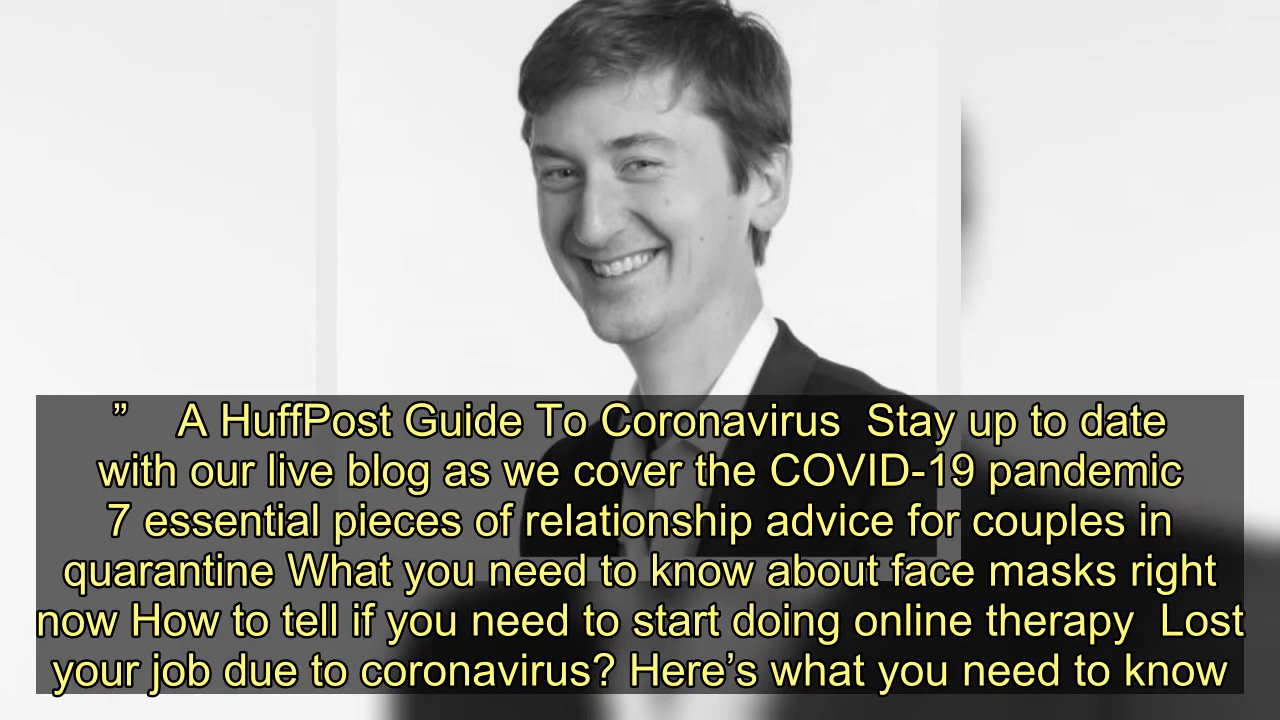 ” A HuffPost Guide To Coronavirus Stay up to date
with our live blog as we cover the COVID-19 pandemic
7 essential pieces of relationship advice for couples in
quarantine What you need to know about face masks right
now How to tell if you need to start doing online therapy Lost
your job due to coronavirus? Here’s what you need to know